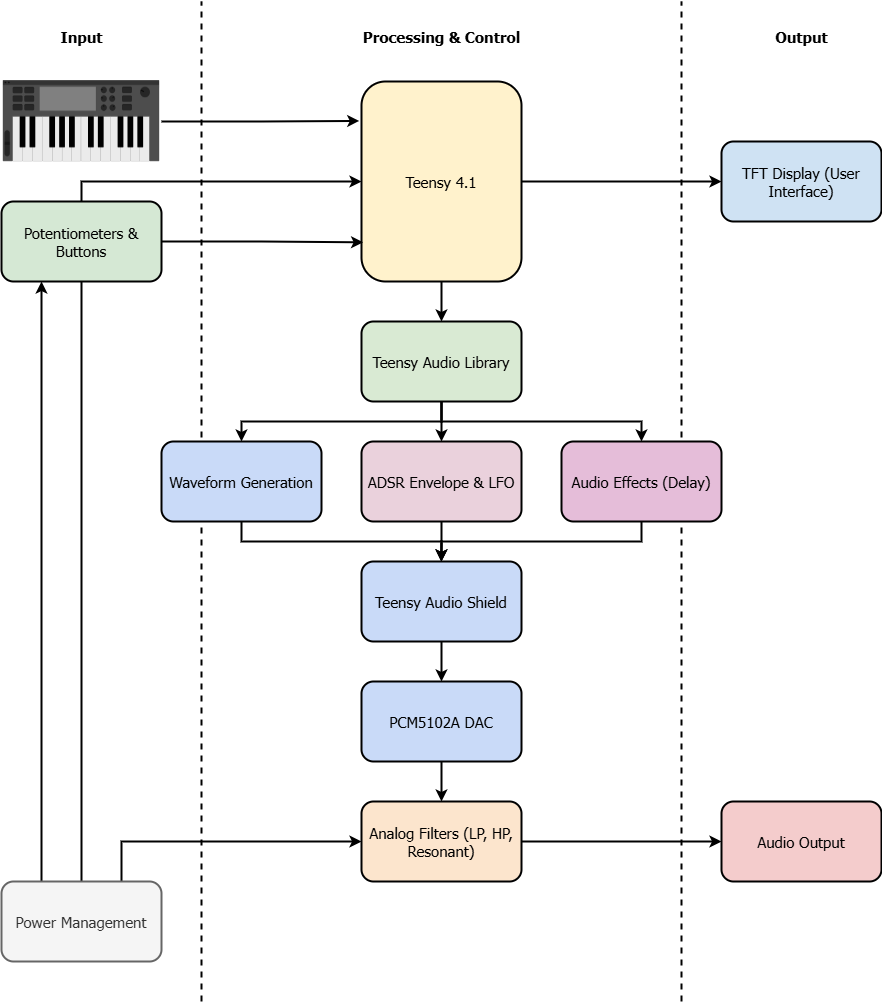 Input
Processing & Control
Output
Teensy 4.1
TFT Display (User
Interface)
Potentiometers &
Buttons
Teensy Audio Library
Waveform Generation
ADSR Envelope & LFO
Audio Effects (Delay)
Teensy Audio Shield
PCM5102A DAC
Analog Filters (LP, HP,
Resonant)
Audio Output
Power Management